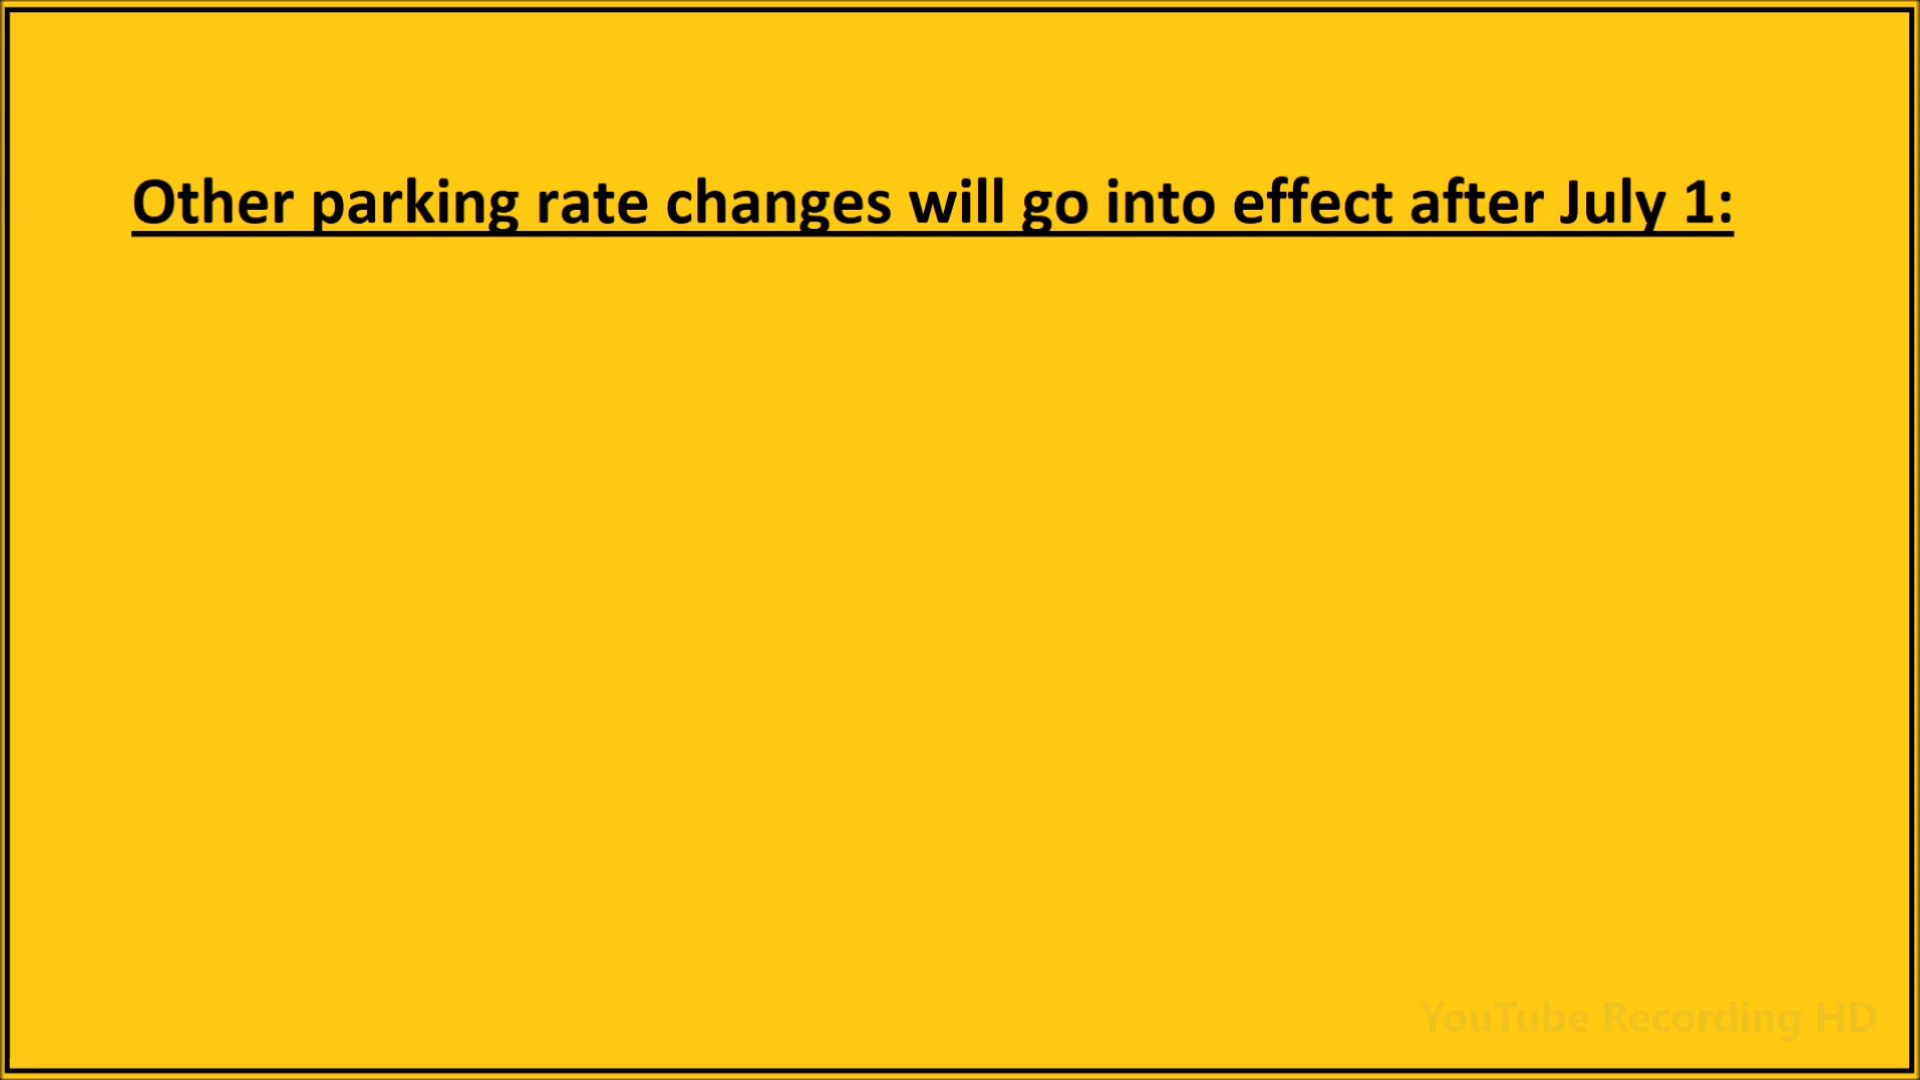 Other parking rate changes will go into effect after July 1:
YouTube Recording HD